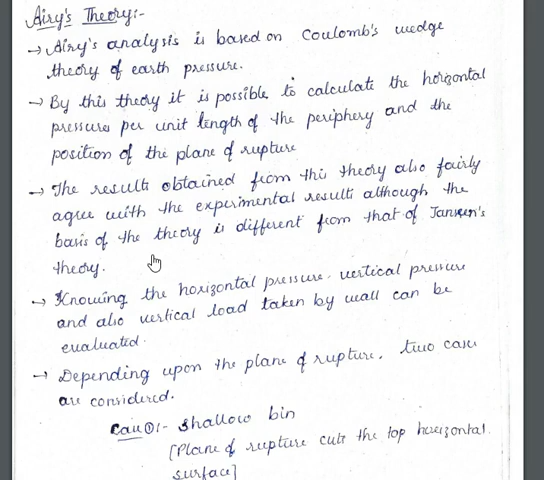 Airy's Theory:-
→ Airy's analysis is based on Coulomb's wedge
theory of earth pressure.
→ By this theory it is possible to calculate the horizontal
pressure per unit length of the periphery and the
position of the plane of rupture
→ The results obtained from this theory also fairly
agree with the experimental results although the
basis of the theory is different from that of Janssen's
theory.
→ Knowing the horizontal pressure, vertical pressure
and also vertical load taken by wall can be
evaluated.
→ Depending upon the plane of rupture, two cases
are considered.
Case ①:- Shallow bin
[Plane of rupture cuts the top horizontal
surface]